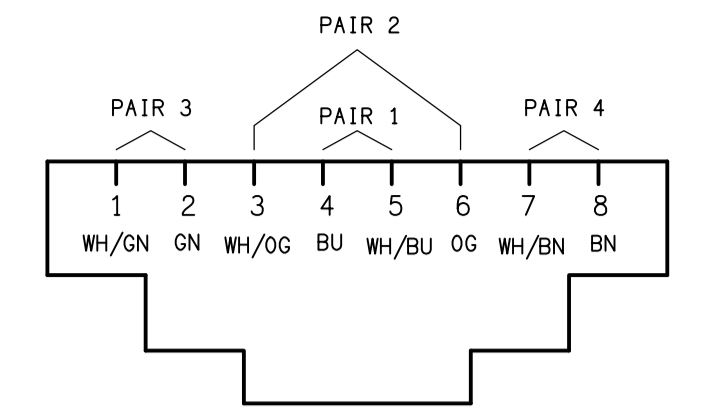 PAIR 2
PAIR 3 PAIR 1 PAIR 4
1 2 3 4 5 6 7 8
WH/GN GN WH/OG BU WH/BU OG WH/BN BN